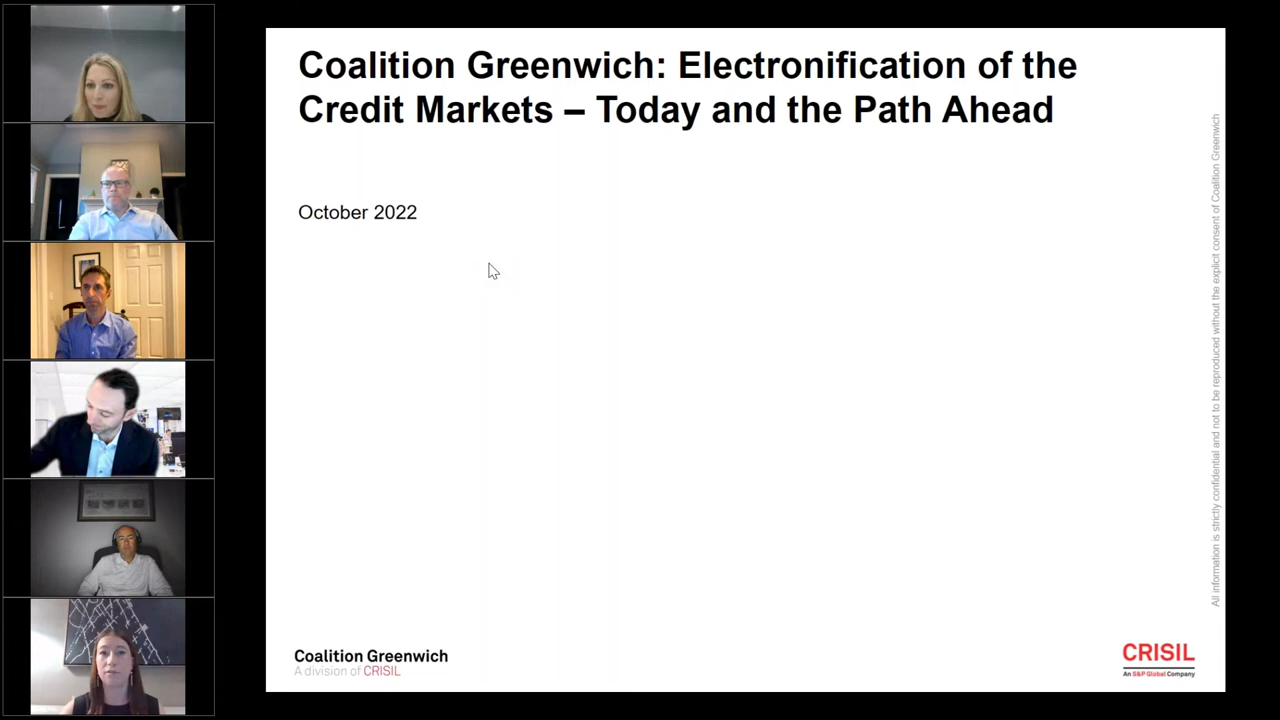 Coalition Greenwich: Electronification of the
Credit Markets – Today and the Path Ahead
October 2022
All information is strictly confidential and not to be reproduced without the explicit consent of Coalition Greenwich
Coalition Greenwich
A division of CRISIL
CRISIL
An S&P Global Company